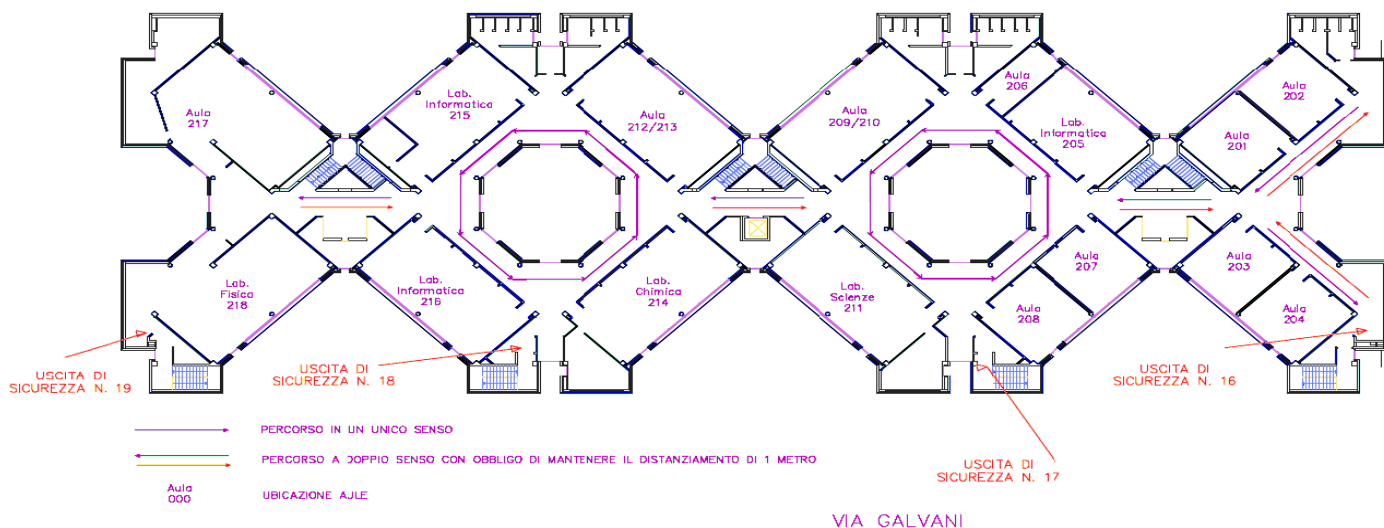 Aula
217
Lab.
Informatica
215
Aula
212/213
Aula
209/210
Aula
206
Lab.
Informatica
205
Aula
202
Aula
201
Lab.
Fisica
218
Lab.
Informatica
216
Lab.
Chimica
214
Lab.
Scienze
211
Aula
207
Aula
208
Aula
203
Aula
204
USCITA DI
SICUREZZA N. 19
USCITA DI
SICUREZZA N. 18
USCITA DI
SICUREZZA N. 16
USCITA DI
SICUREZZA N. 17
PERCORSO IN UN UNICO SENSO
PERCORSO A DOPPIO SENSO CON OBBLIGO DI MANTENERE IL DISTANZIAMENTO DI 1 METRO
Aula
000
UBICAZIONE AULE
VIA GALVANI